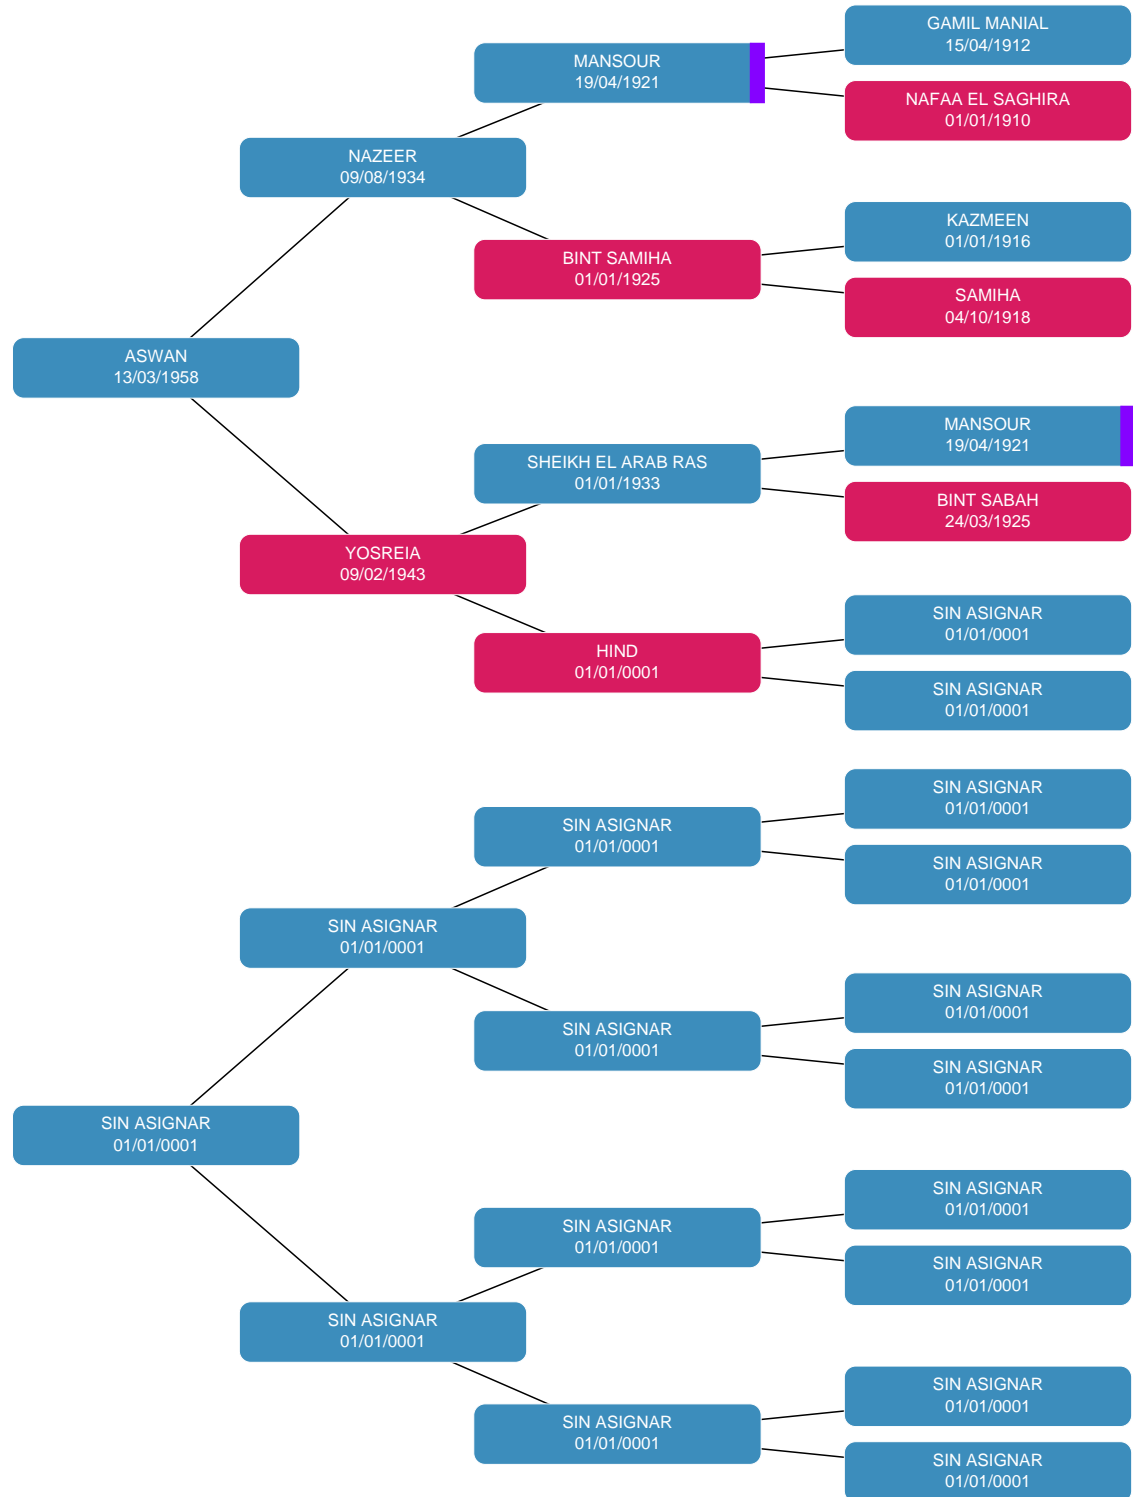 GAMIL MANIAL
15/04/1912
MANSOUR
19/04/1921
NAFAA EL SAGHIRA
01/01/1910
NAZEER
09/08/1934
KAZMEEN
01/01/1916
BINT SAMIHA
01/01/1925
SAMIHA
04/10/1918
ASWAN
13/03/1958
MANSOUR
19/04/1921
SHEIKH EL ARAB RAS
01/01/1933
BINT SABAH
24/03/1925
YOSREIA
09/02/1943
SIN ASIGNAR
01/01/0001
HIND
01/01/0001
SIN ASIGNAR
01/01/0001
SIN ASIGNAR
01/01/0001
SIN ASIGNAR
01/01/0001
SIN ASIGNAR
01/01/0001
SIN ASIGNAR
01/01/0001
SIN ASIGNAR
01/01/0001
SIN ASIGNAR
01/01/0001
SIN ASIGNAR
01/01/0001
SIN ASIGNAR
01/01/0001
SIN ASIGNAR
01/01/0001
SIN ASIGNAR
01/01/0001
SIN ASIGNAR
01/01/0001
SIN ASIGNAR
01/01/0001
SIN ASIGNAR
01/01/0001
SIN ASIGNAR
01/01/0001
SIN ASIGNAR
01/01/0001